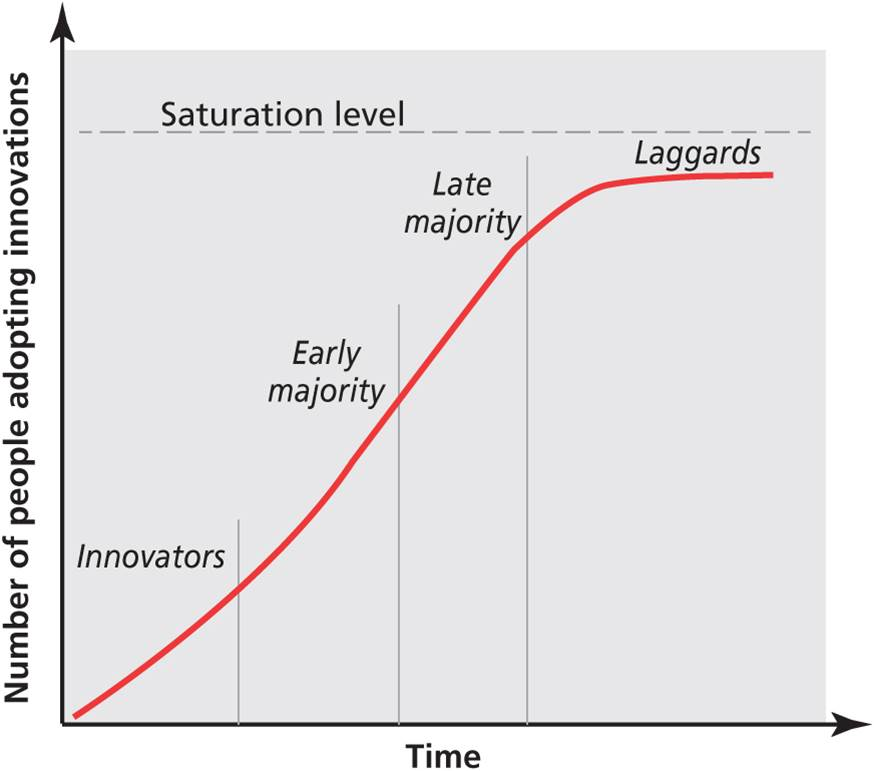 Number of people adopting innovations
Saturation level
Laggards
Late
majority
Early
majority
Innovators
Time